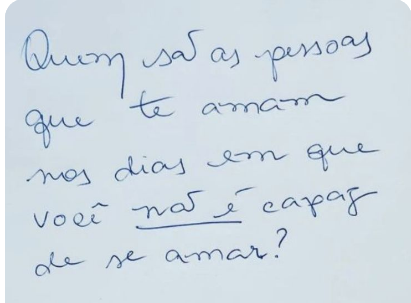 Quem são as pessoas
que te amam
nos dias em que
você não é capaz
de se amar?